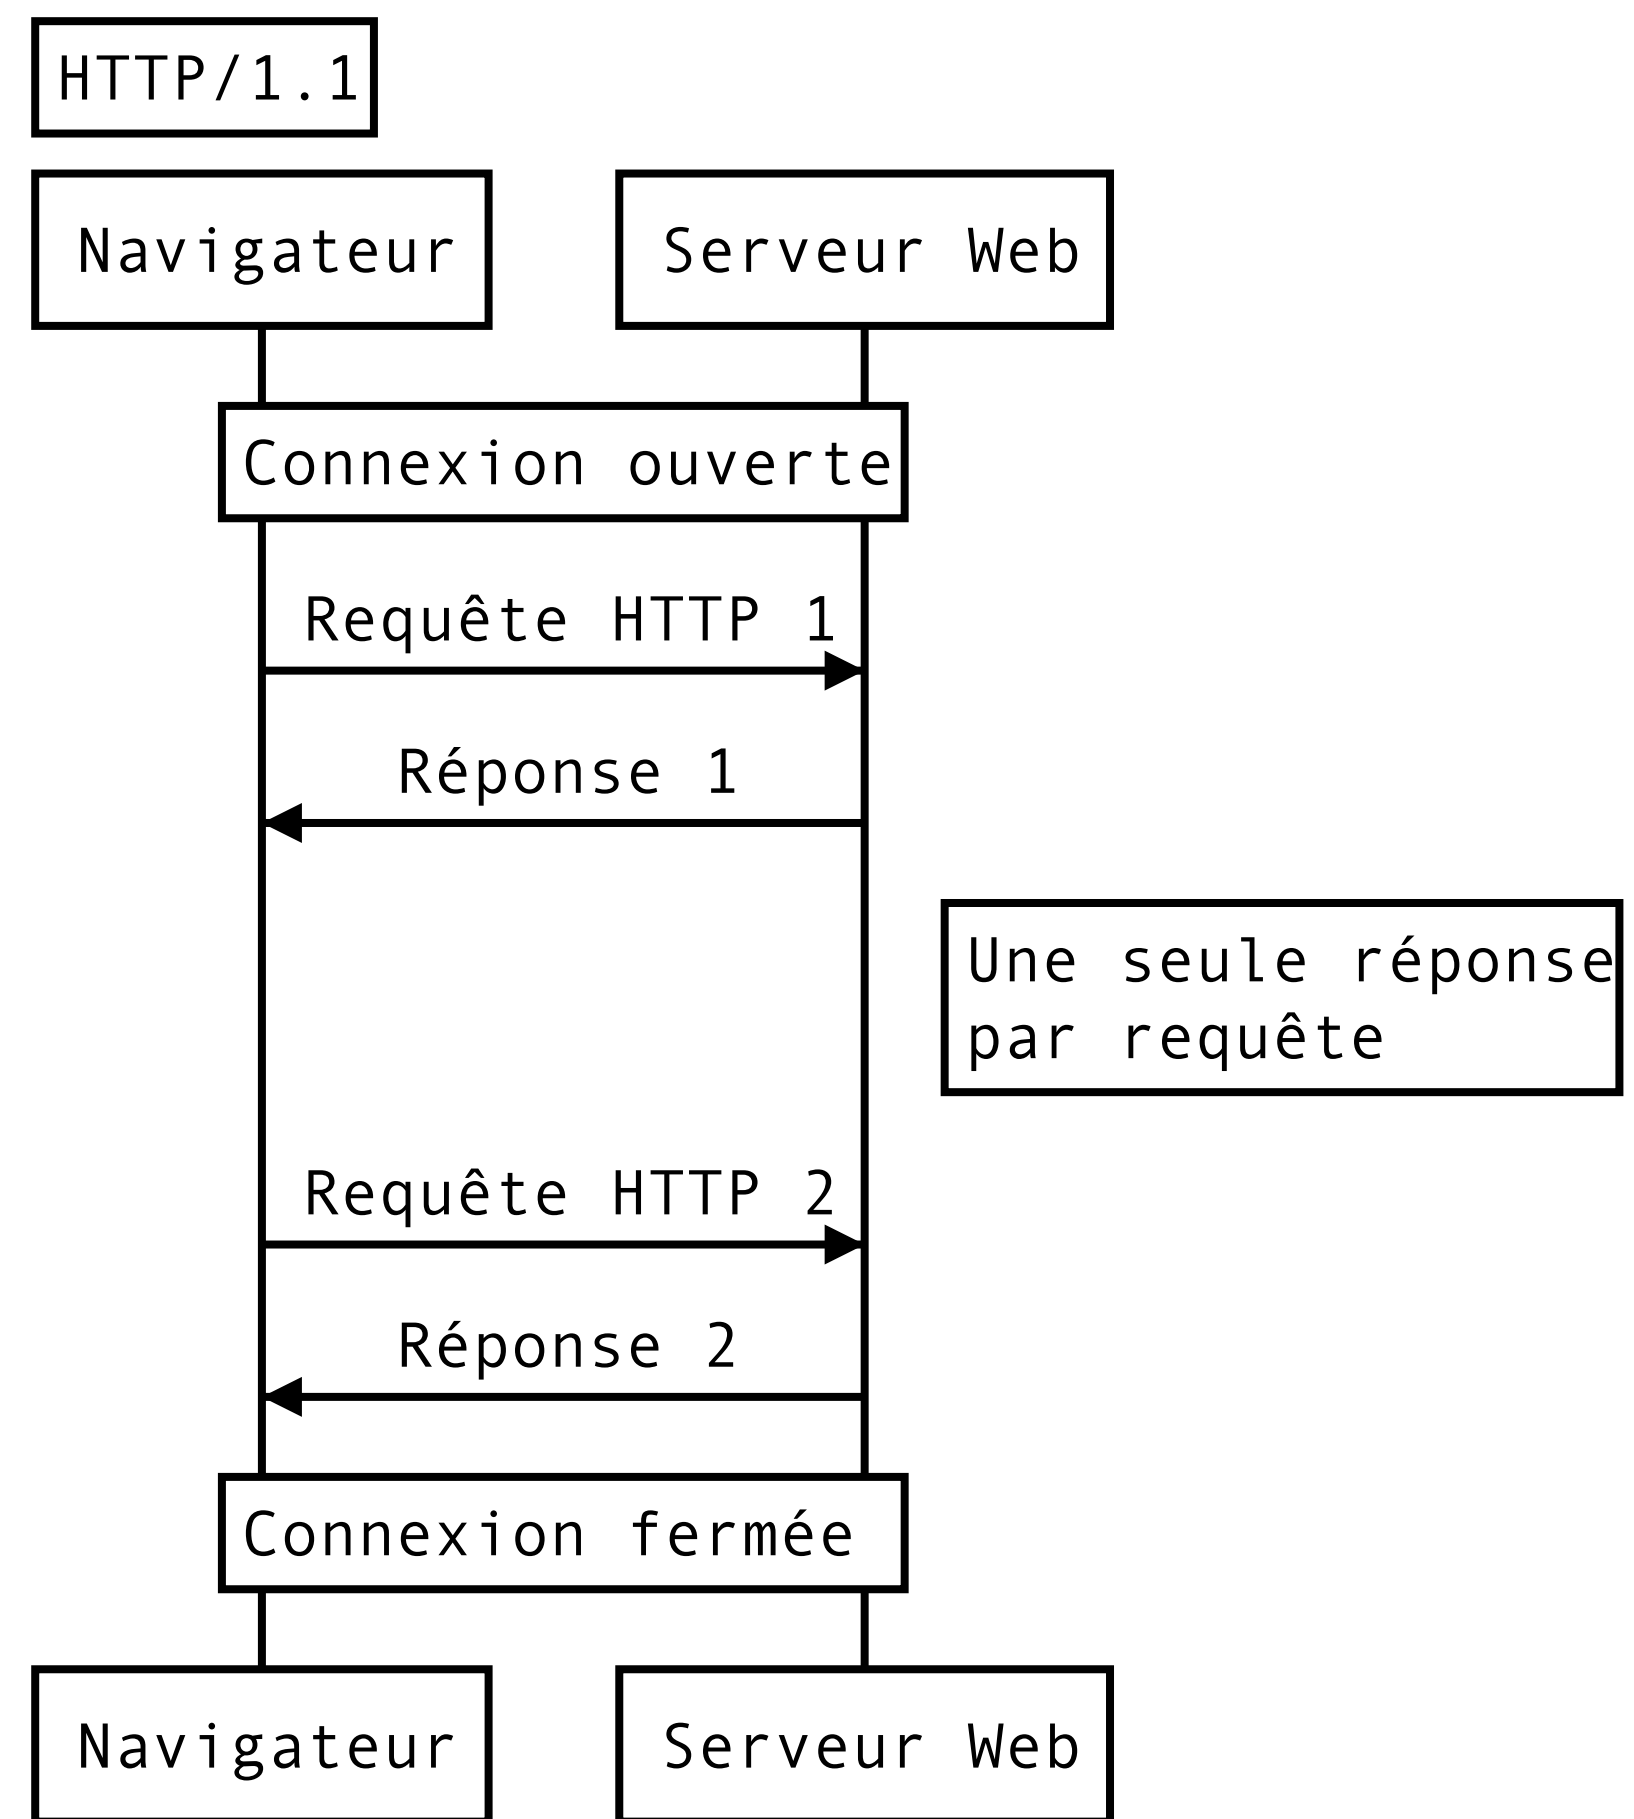 HTTP/1.1
Navigateur
Serveur Web
Connexion ouverte
Requête HTTP 1
Réponse 1
Une seule réponse
par requête
Requête HTTP 2
Réponse 2
Connexion fermée
Navigateur
Serveur Web